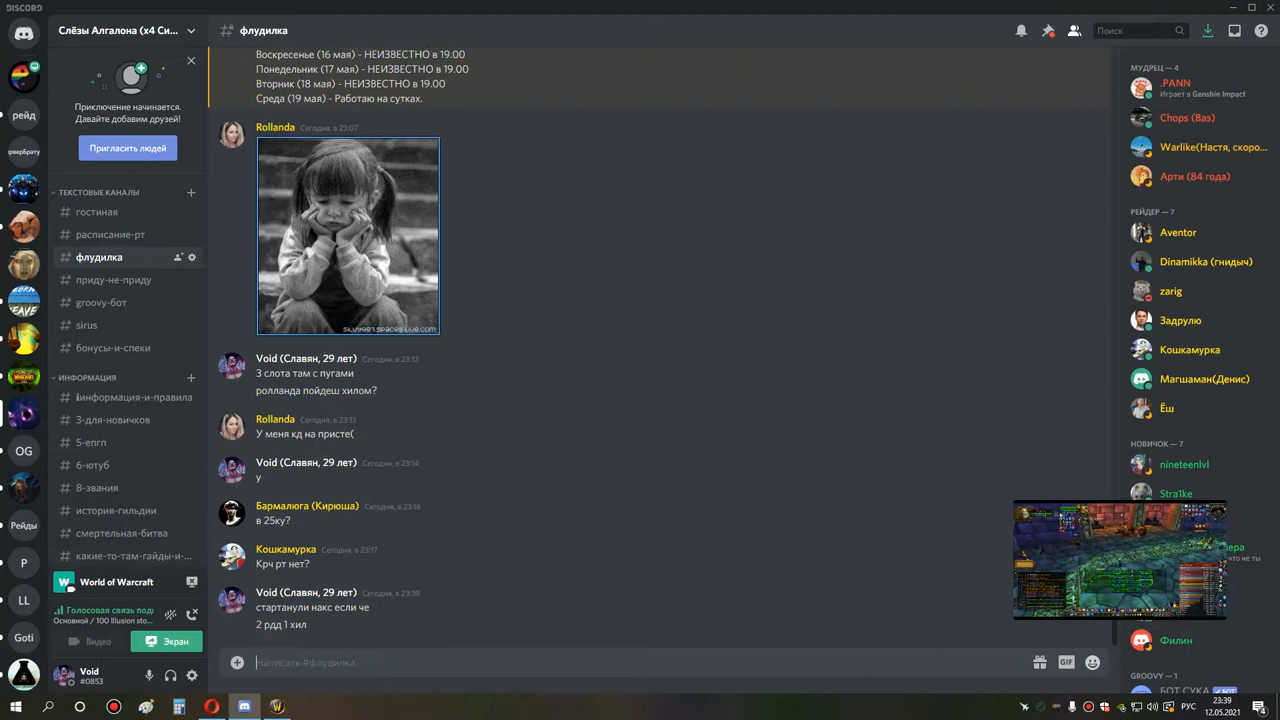 DISCORD
Слёзы Алгалона (x4 Си...
Приключение начинается.
Давайте добавим друзей!
Пригласить людей
рейд
ТЕКСТОВЫЕ КАНАЛЫ
гостиная
расписание-рт
флудилка
приду-не-приду
groovy-бот
sirus
бонусы-и-спеки
ИНФОРМАЦИЯ
информация-и-правила
3-для-новичков
5-епгп
6-ютуб
8-звания
история-гильдии
смертельная-битва
какие-то-там-гайды-и-...
OG
Рейды
P
LL
Goti
World of Warcraft
Голосовая связь под
Основной / 100 Illusion sto...
Видео
Экран
Void
#0853
флудилка
Поиск
Воскресенье (16 мая) - НЕИЗВЕСТНО в 19.00
Понедельник (17 мая) - НЕИЗВЕСТНО в 19.00
Вторник (18 мая) - НЕИЗВЕСТНО в 19.00
Среда (19 мая) - Работаю на сутках.
Rollanda Сегодня, в 23:07
Void (Славян, 29 лет) Сегодня, в 23:12
3 слота там с пугами
ролланда пойдеш хилом?
Rollanda Сегодня, в 23:13
У меня кд на присте(
Void (Славян, 29 лет) Сегодня, в 23:14
у
Бармалюга (Кирюша) Сегодня, в 23:16
в 25ку?
Кошкамурка Сегодня, в 23:17
Крч рт нет?
Void (Славян, 29 лет) Сегодня, в 23:39
стартанули накс если че
2 рдд 1 хил
Написать #флудилка
GIF
МУДРЕЦ — 4
.PANN
Играет в Genshin Impact
Chops (Ваз)
Warlike(Настя, скоро...
Арти (84 года)
РЕЙДЕР — 7
Aventor
Dinamikka (гнидыч)
zarig
Задрулю
Кошкамурка
Магшаман(Денис)
Ёш
НОВИЧОК — 7
nineteenlvl
Stra1ke
Филин
GROOVY — 1
БОТ СУКА БОТ
РУС
23:39
12.05.2021